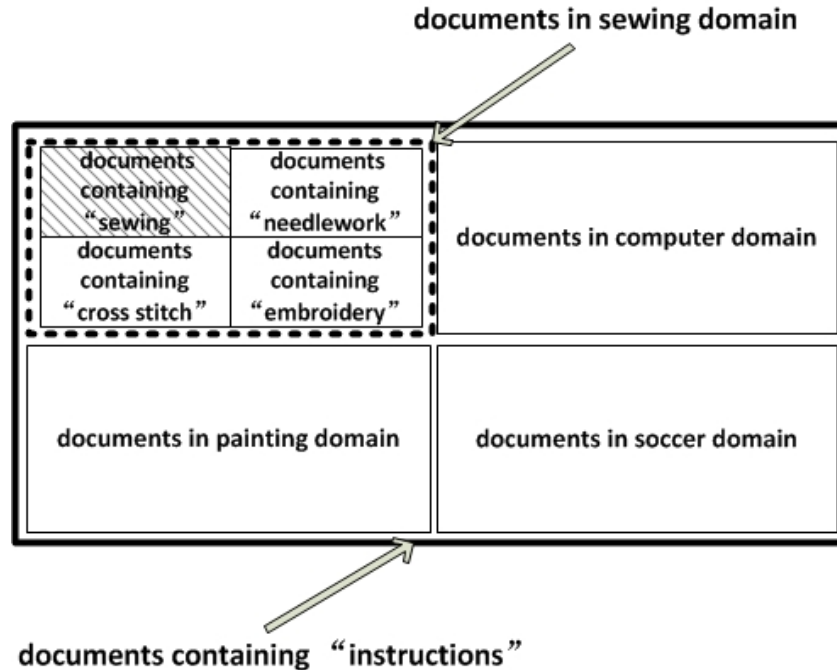 documents in sewing domain
documents
containing
“sewing”
documents
containing
“needlework”
documents
containing
“cross stitch”
documents
containing
“embroidery”
documents in computer domain
documents in painting domain
documents in soccer domain
documents containing “instructions”